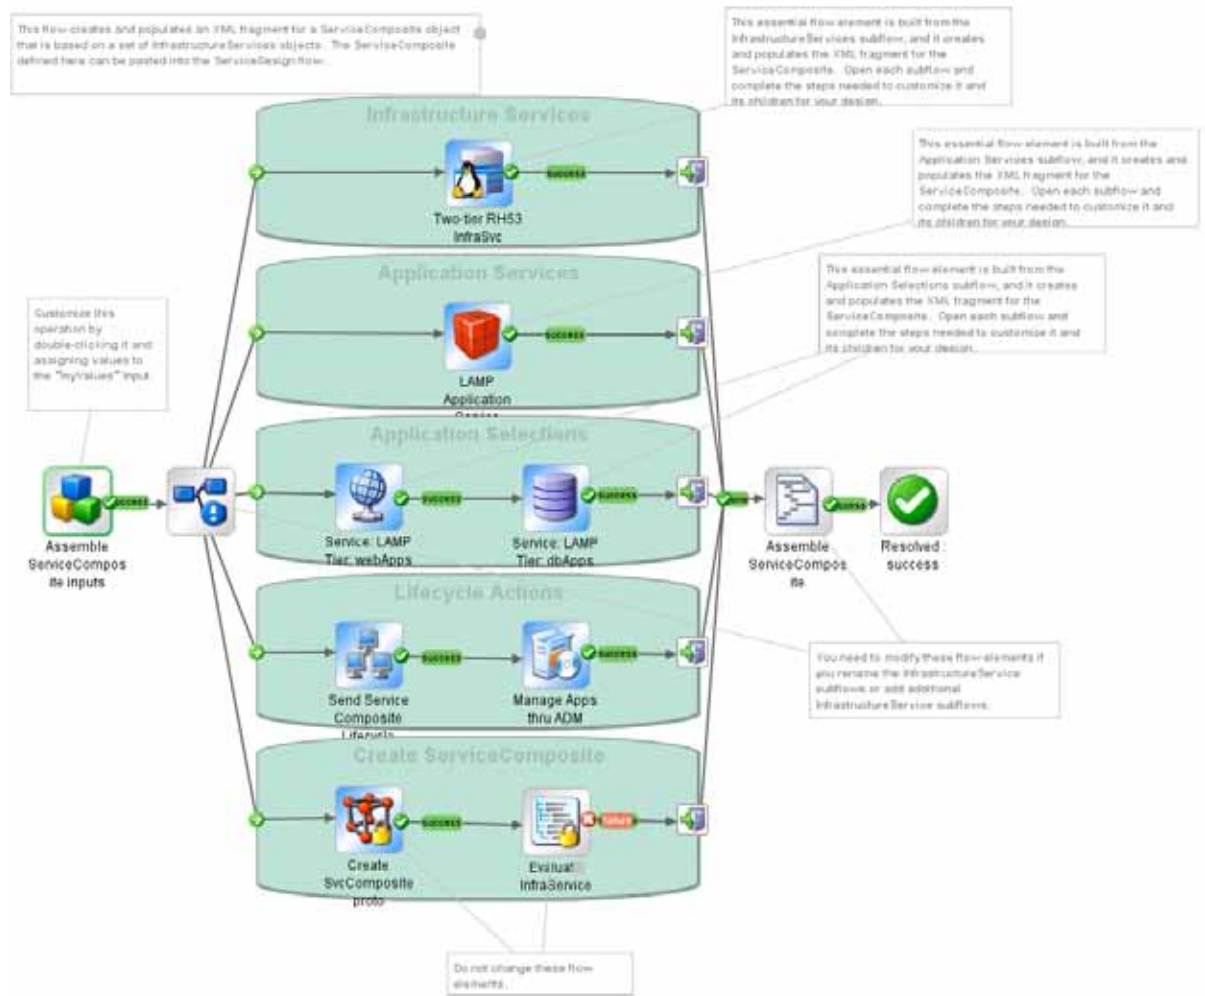 This flow creates and populates an XML fragment for a ServiceComposite object
that is based on a set of InfrastructureServices objects. The ServiceComposite
defined here can be pasted into the ServiceDesign flow.
This essential flow element is built from the
InfrastructureServices subflow, and it creates
and populates the XML fragment for the
ServiceComposite. Open each subflow and
complete the steps needed to customize it and
its children for your design.
Infrastructure Services
success
Two-tier RH53
InfraSvc
This essential flow element is built from the
Application Services subflow, and it creates and
populates the XML fragment for the
ServiceComposite. Open each subflow and
complete the steps needed to customize it and
its children for your design.
Application Services
success
LAMP
Application
This essential flow element is built from the
Application Selections subflow, and it creates
and populates the XML fragment for the
ServiceComposite. Open each subflow and
complete the steps needed to customize it and
its children for your design.
Customize this
operation by
double-clicking it and
assigning values to
the "myValues" input
Application Selections
success
success
Service: LAMP
Tier: webApps
Service: LAMP
Tier: dbApps
success
Assemble
ServiceCompos
ite inputs
success
Assemble
ServiceCompos
ite
Resolved :
success
Lifecycle Actions
success
success
Send Service
Composite
Lifecycle
Manage Apps
thru ADM
You need to modify these flow elements if
you rename the InfrastructureService
subflows or add additional
InfrastructureService subflows.
Create ServiceComposite
success
failure
Create
SvcComposite
proto
Evaluat
InfraService
Do not change these flow
elements.